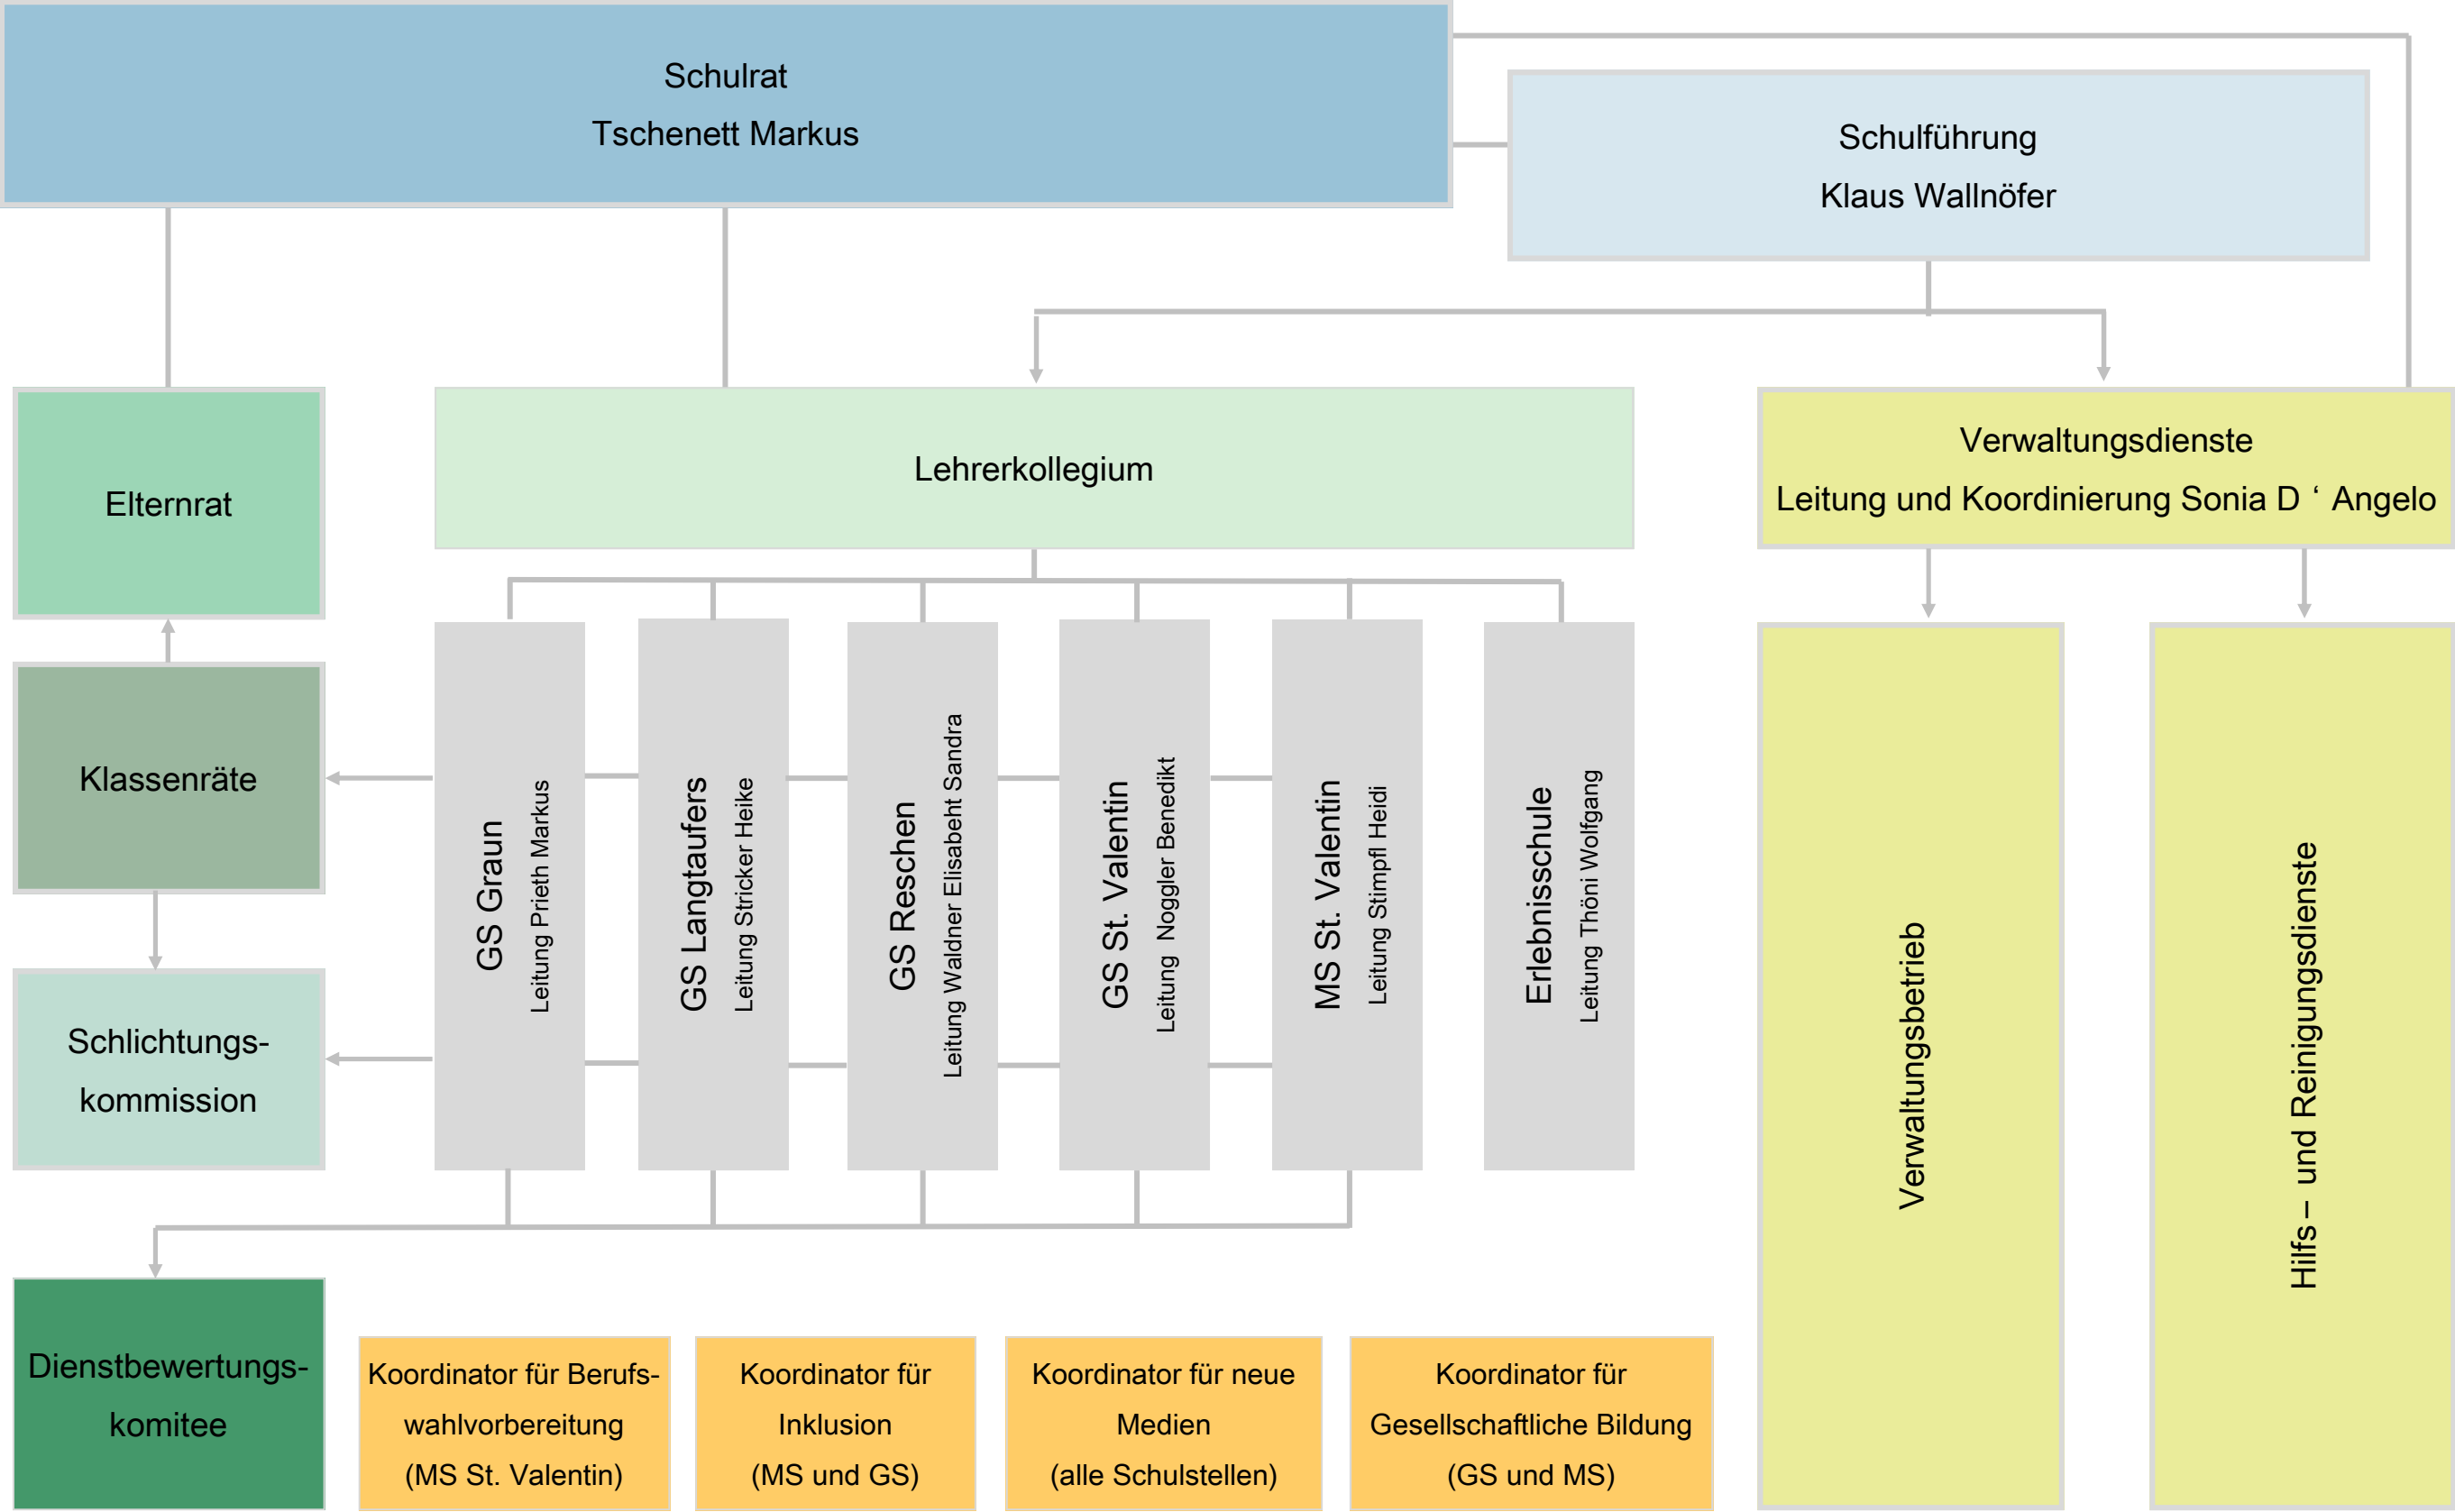 Schulrat
Tschenett Markus
Schulführung
Klaus Wallnöfer
Elternrat
Lehrerkollegium
Verwaltungsdienste
Leitung und Koordinierung Sonia D ‘ Angelo
Klassenräte
Schlichtungs-
kommission
GS Graun
Leitung Prieth Markus
GS Langtaufers
Leitung Stricker Heike
GS Reschen
Leitung Waldner Elisabeht Sandra
GS St. Valentin
Leitung Noggler Benedikt
MS St. Valentin
Leitung Stimpfl Heidi
Erlebnisschule
Leitung Thöni Wolfgang
Verwaltungsbetrieb
Hilfs – und Reinigungsdienste
Dienstbewertungs-
komitee
Koordinator für Berufs-
wahlvorbereitung
(MS St. Valentin)
Koordinator für
Inklusion
(MS und GS)
Koordinator für neue
Medien
(alle Schulstellen)
Koordinator für
Gesellschaftliche Bildung
(GS und MS)